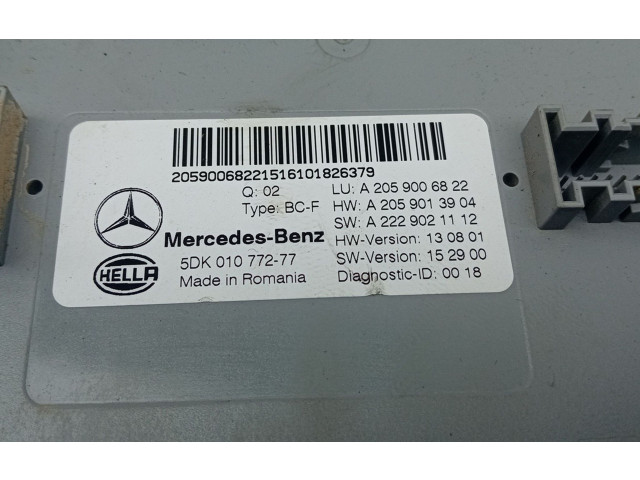 2059006822151610182 6379
Q: 02
Type: BC-F
LU: A 205 900 68 22
HW: A 205 901 39 04
SW: A 222 902 11 12
Mercedes-Benz
HW-Version: 13 08 01
HELLA
5DK 010 772-77
SW-Version: 15 29 00
Made in Romania
Diagnostic-ID: 00 18